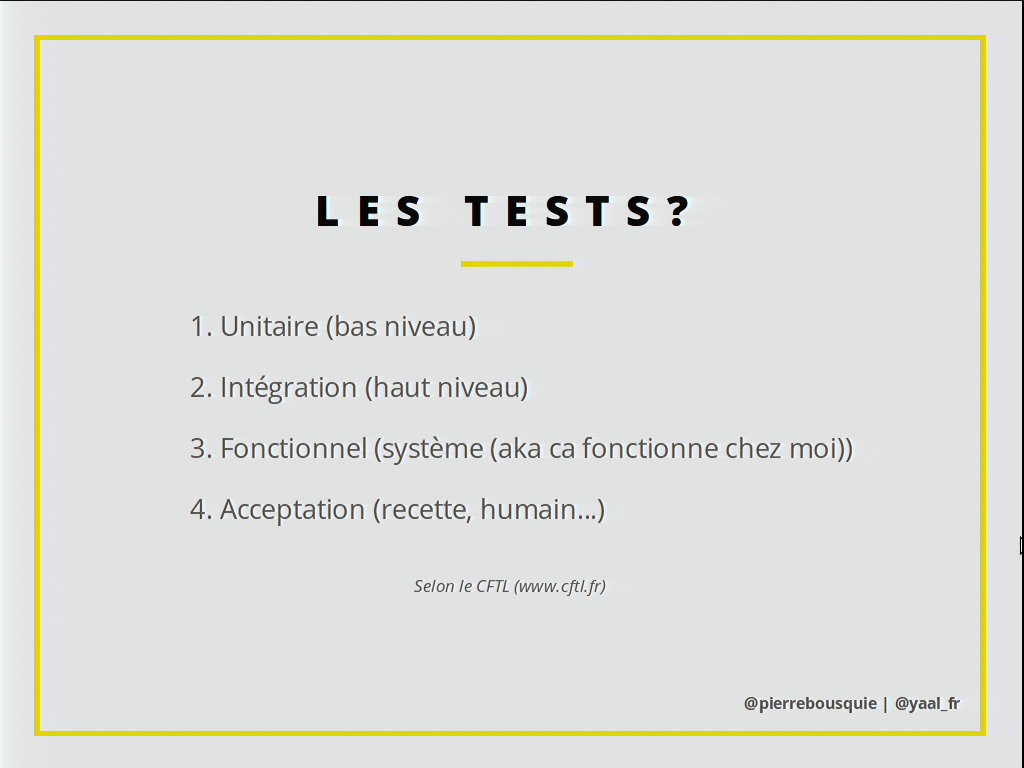 LES TESTS?
1. Unitaire (bas niveau)
2. Intégration (haut niveau)
3. Fonctionnel (système (aka ca fonctionne chez moi))
4. Acceptation (recette, humain...)
Selon le CFTL (www.cftl.fr)
@pierrebousquie | @yaal_fr